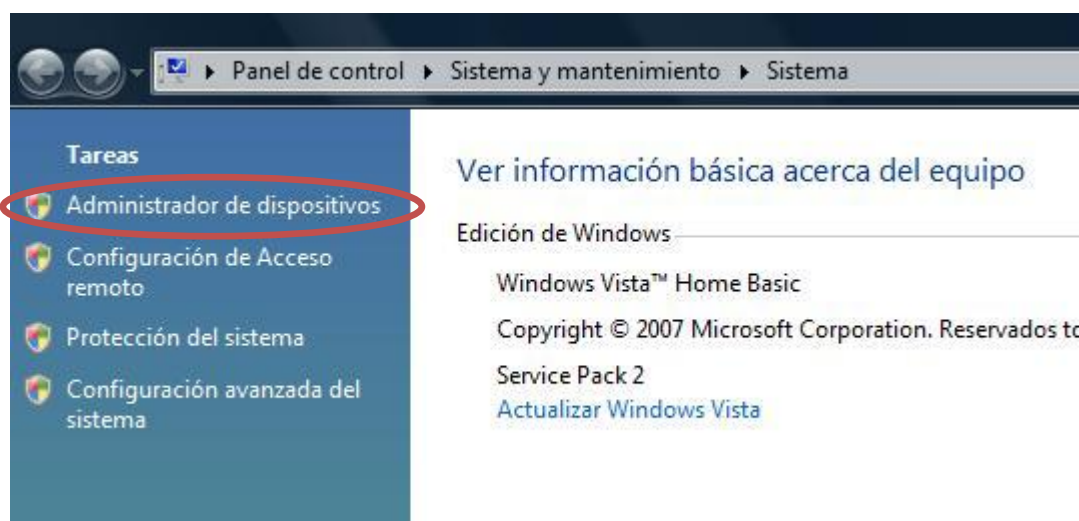 Panel de control ▸ Sistema y mantenimiento ▸ Sistema
Tareas
Administrador de dispositivos
Configuración de Acceso
remoto
Protección del sistema
Configuración avanzada del
sistema
Ver información básica acerca del equipo
Edición de Windows
Windows Vista™ Home Basic
Copyright © 2007 Microsoft Corporation. Reservados
Service Pack 2
Actualizar Windows Vista